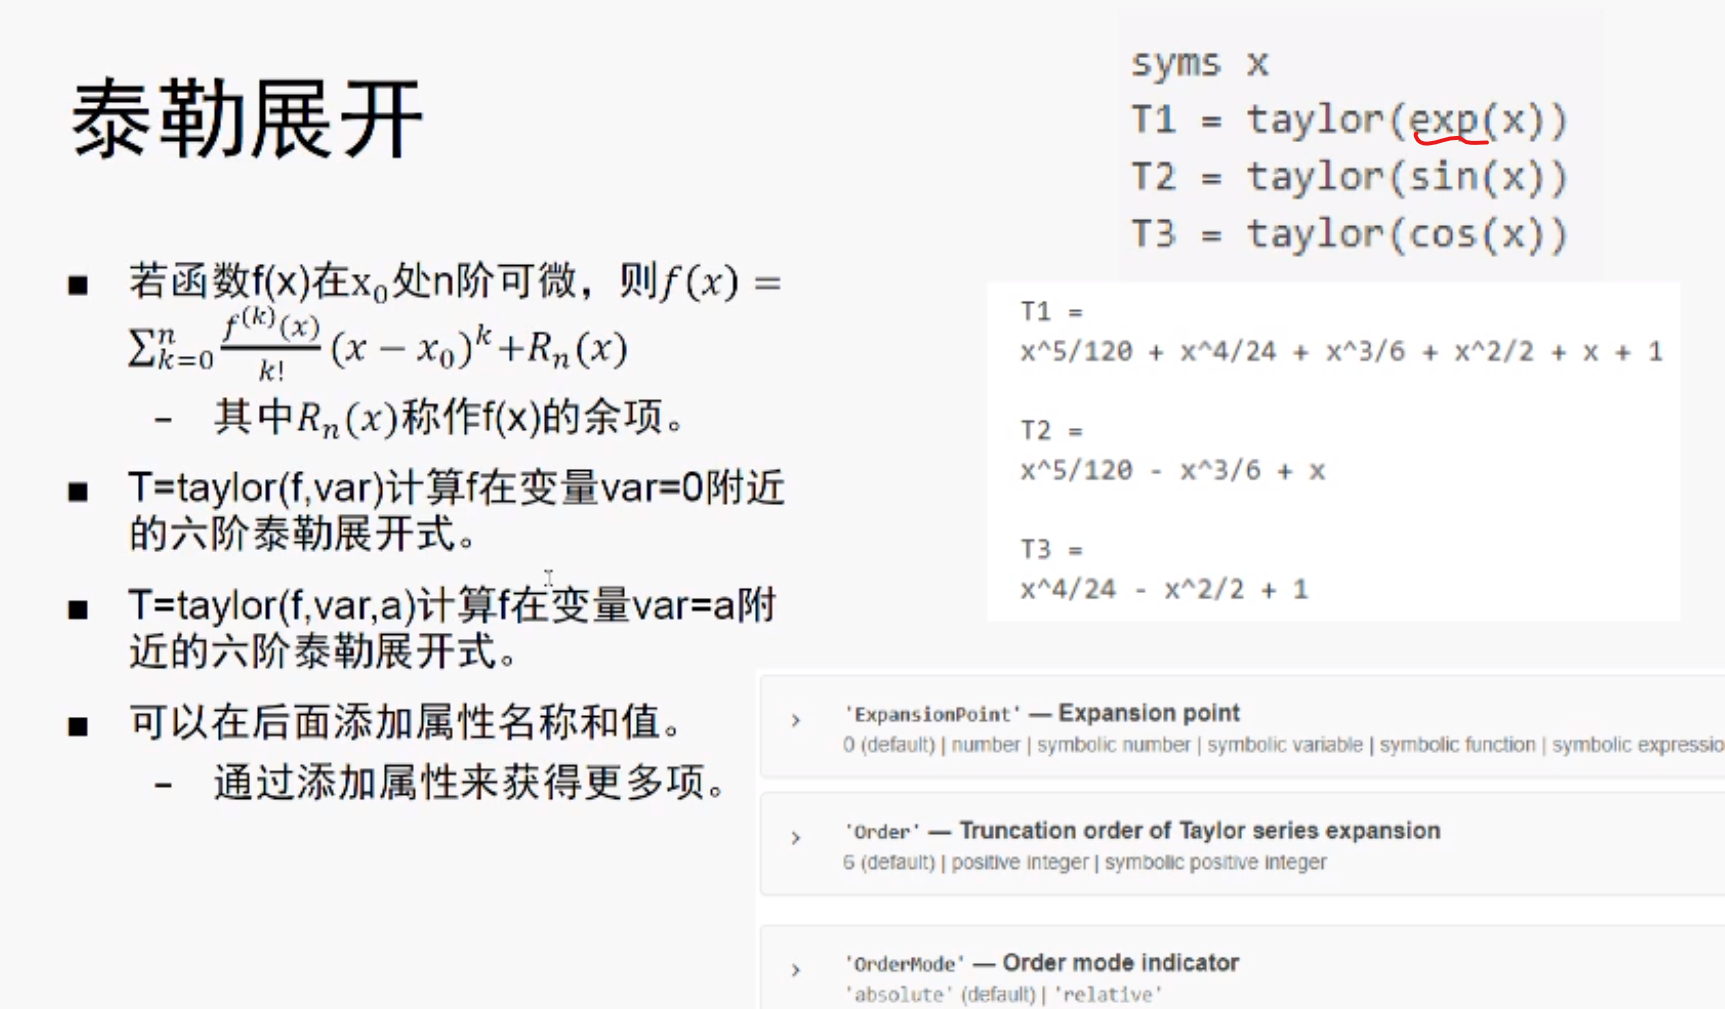 泰勒展开
■ 若函数f(x)在x₀处n阶可微，则f(x) =
∑ⁿₖ₌₀ f⁽ᵏ⁾(x)/k! (x − x₀)ᵏ+Rₙ(x)
– 其中Rₙ(x)称作f(x)的余项。
■ T=taylor(f,var)计算f在变量var=0附近
的六阶泰勒展开式。
■ T=taylor(f,var,a)计算f在变量var=a附
近的六阶泰勒展开式。
■ 可以在后面添加属性名称和值。
– 通过添加属性来获得更多项。
syms x
T1 = taylor(exp(x))
T2 = taylor(sin(x))
T3 = taylor(cos(x))
T1 =
x^5/120 + x^4/24 + x^3/6 + x^2/2 + x + 1
T2 =
x^5/120 - x^3/6 + x
T3 =
x^4/24 - x^2/2 + 1
'ExpansionPoint' — Expansion point
0 (default) | number | symbolic number | symbolic variable | symbolic function | symbolic expressio
'Order' — Truncation order of Taylor series expansion
6 (default) | positive integer | symbolic positive integer
'OrderMode' — Order mode indicator
'absolute' (default) | 'relative'